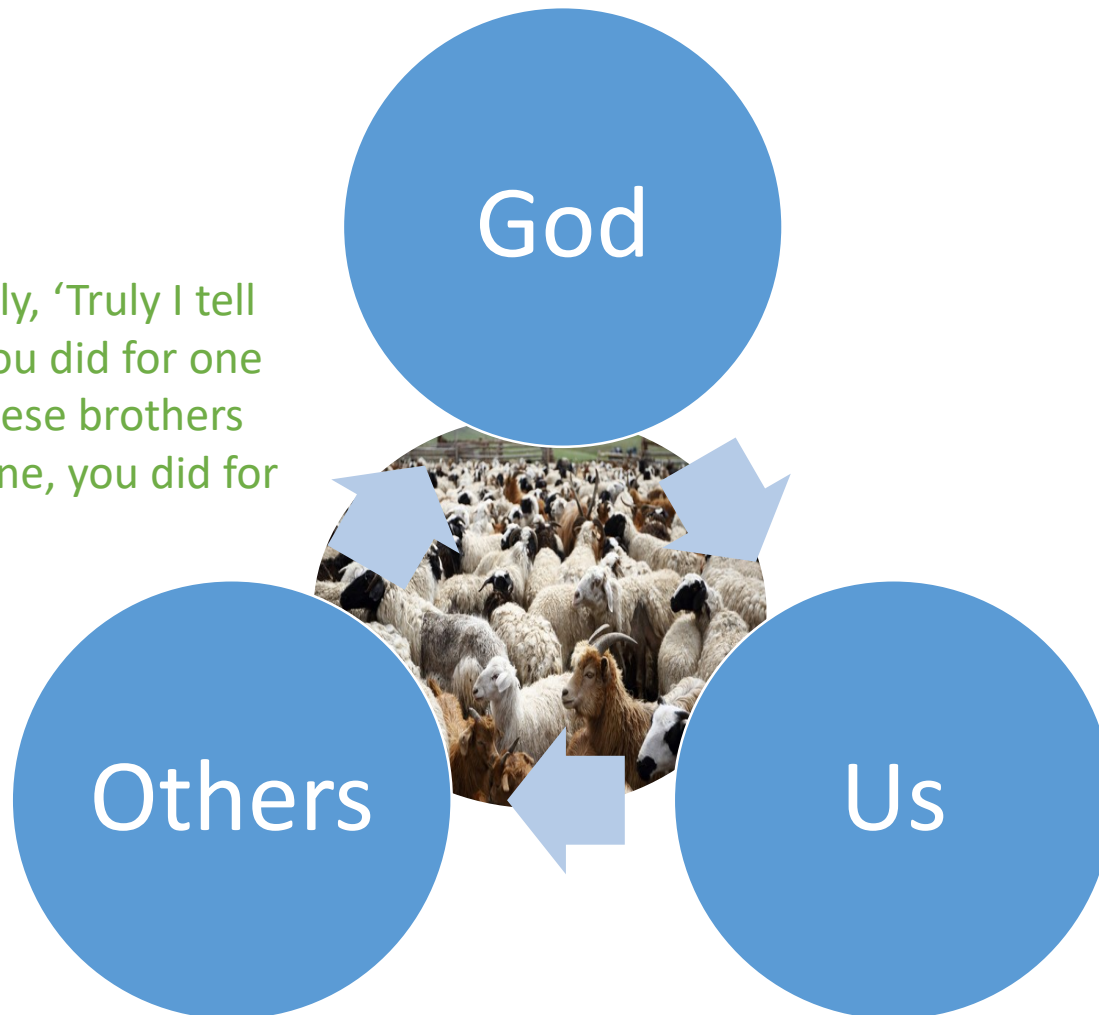 God
ly, ‘Truly I tell
ou did for one
ese brothers
ne, you did for
Others
Us